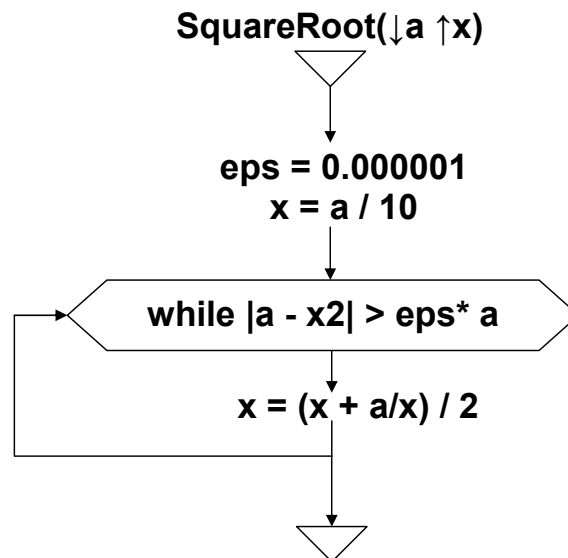 SquareRoot(↓a ↑x)
eps = 0.000001
x = a / 10
while |a - x2| > eps* a
x = (x + a/x) / 2